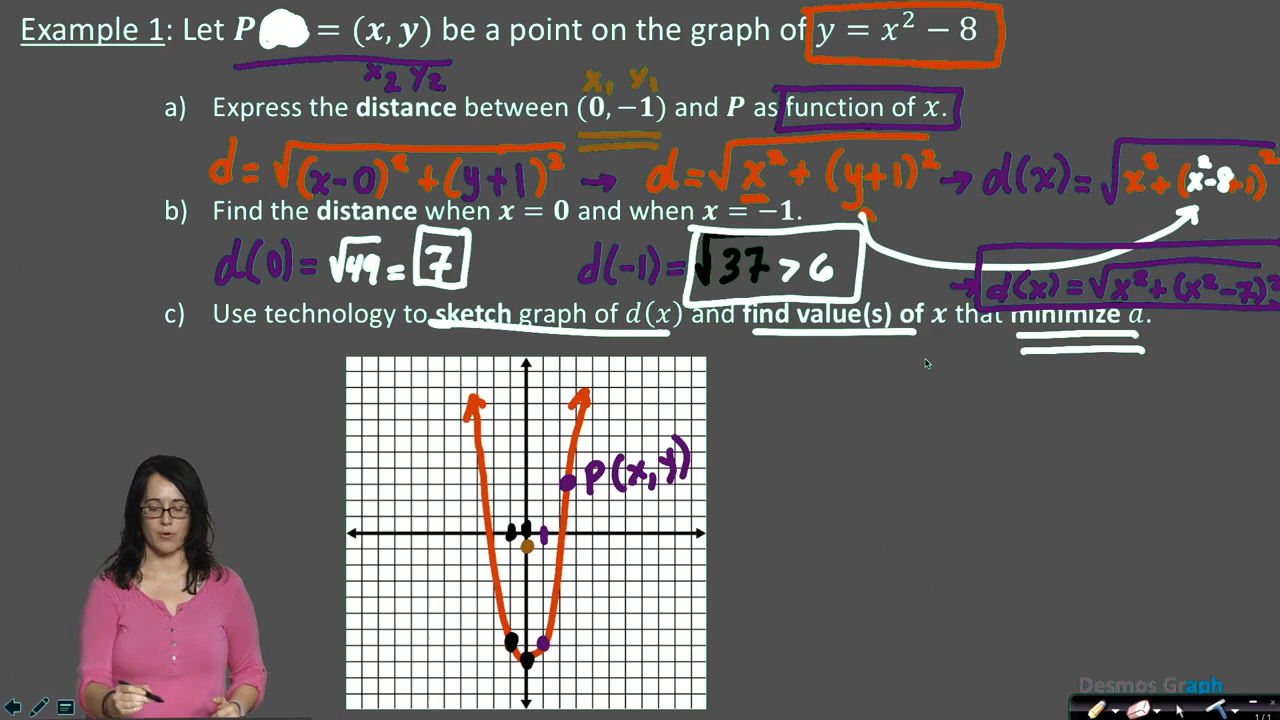 Example 1: Let P = (x, y) be a point on the graph of y = x² − 8
x₂ y₂ x₁ y₁
a) Express the distance between (0, −1) and P as function of x.
d = √(x-0)² + (y+1)² → d = √x² + (y+1)² → d(x) = √x² + (x²-8+1)²
b) Find the distance when x = 0 and when x = −1.
d(0) = √49 = 7 d(-1) = √37 > 6 → d(x) = √x² + (x²-7)²
c) Use technology to sketch graph of d(x) and find value(s) of x that minimize d.
P(x,y)
Desmos Graph
1/1